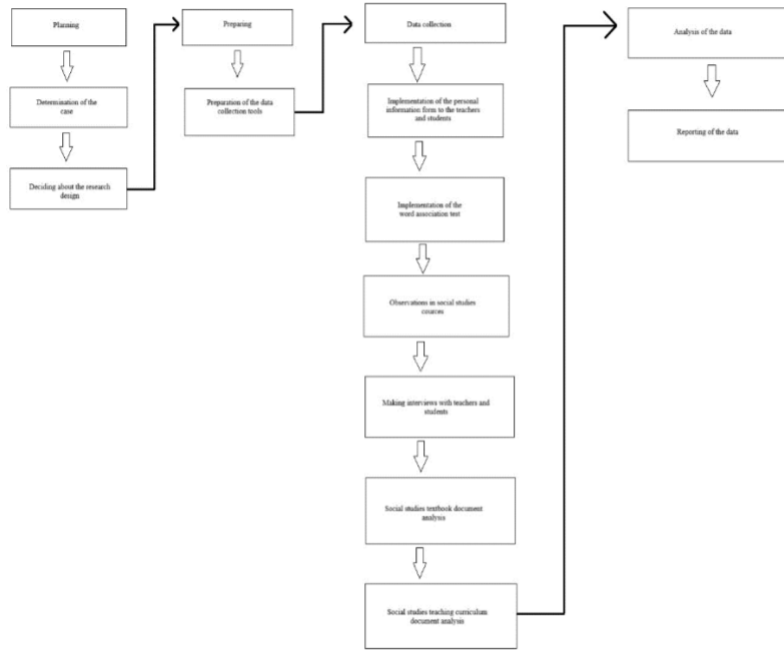 Planning
Determination of the
case
Deciding about the research
design
Preparing
Preparation of the data
collection tools
Data collection
Implementation of the personal
information form to the teachers
and students
Implementation of the
word association test
Observations in social studies
cources
Making interviews with teachers and
students
Social studies textbook document
analysis
Social studies teaching curriculum
document analysis
Analysis of the data
Reporting of the data